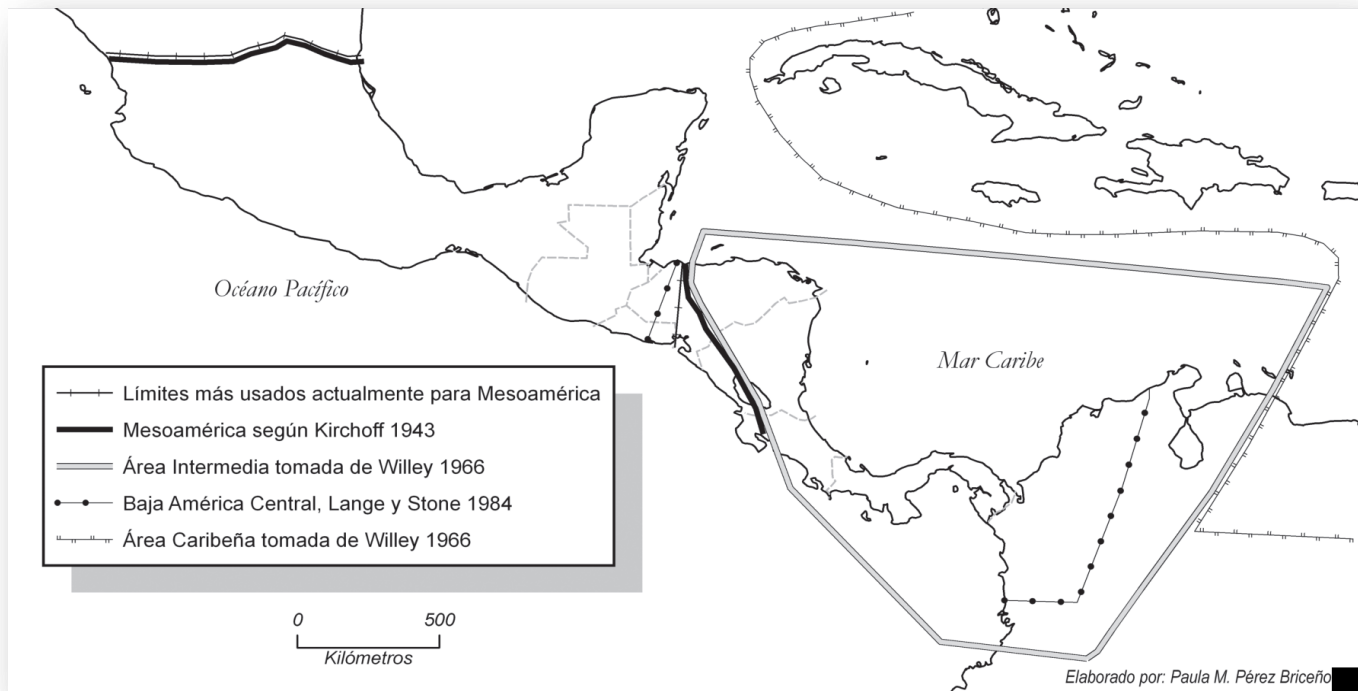 Océano Pacífico
Mar Caribe
Límites más usados actualmente para Mesoamérica
Mesoamérica según Kirchoff 1943
Área Intermedia tomada de Willey 1966
Baja América Central, Lange y Stone 1984
Área Caribeña tomada de Willey 1966
0 500
Kilómetros
Elaborado por: Paula M. Pérez Briceño